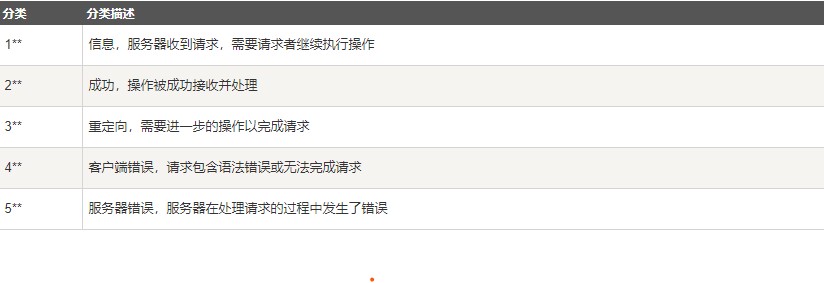 分类 分类描述
1** 信息，服务器收到请求，需要请求者继续执行操作
2** 成功，操作被成功接收并处理
3** 重定向，需要进一步的操作以完成请求
4** 客户端错误，请求包含语法错误或无法完成请求
5** 服务器错误，服务器在处理请求的过程中发生了错误